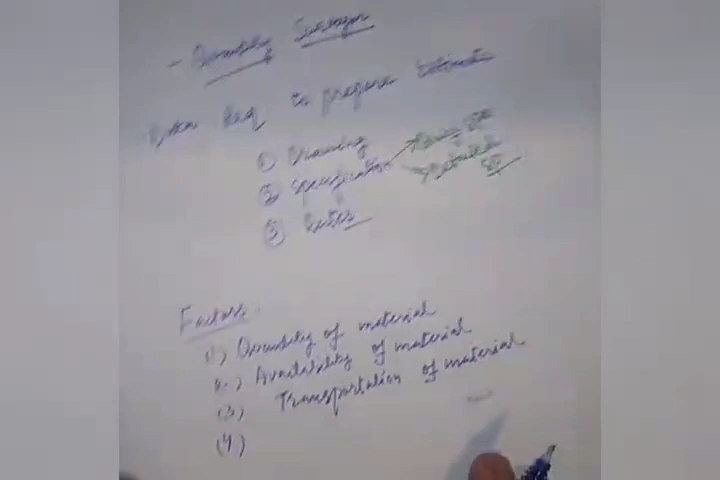 - Quantity Surveyor
Data Req to prepare Estimate
① Drawing
② Specification
③ Rates
Detailed
Factors.
(1) Quantity of material
(2) Availability of material
(3) Transportation of material
(4)